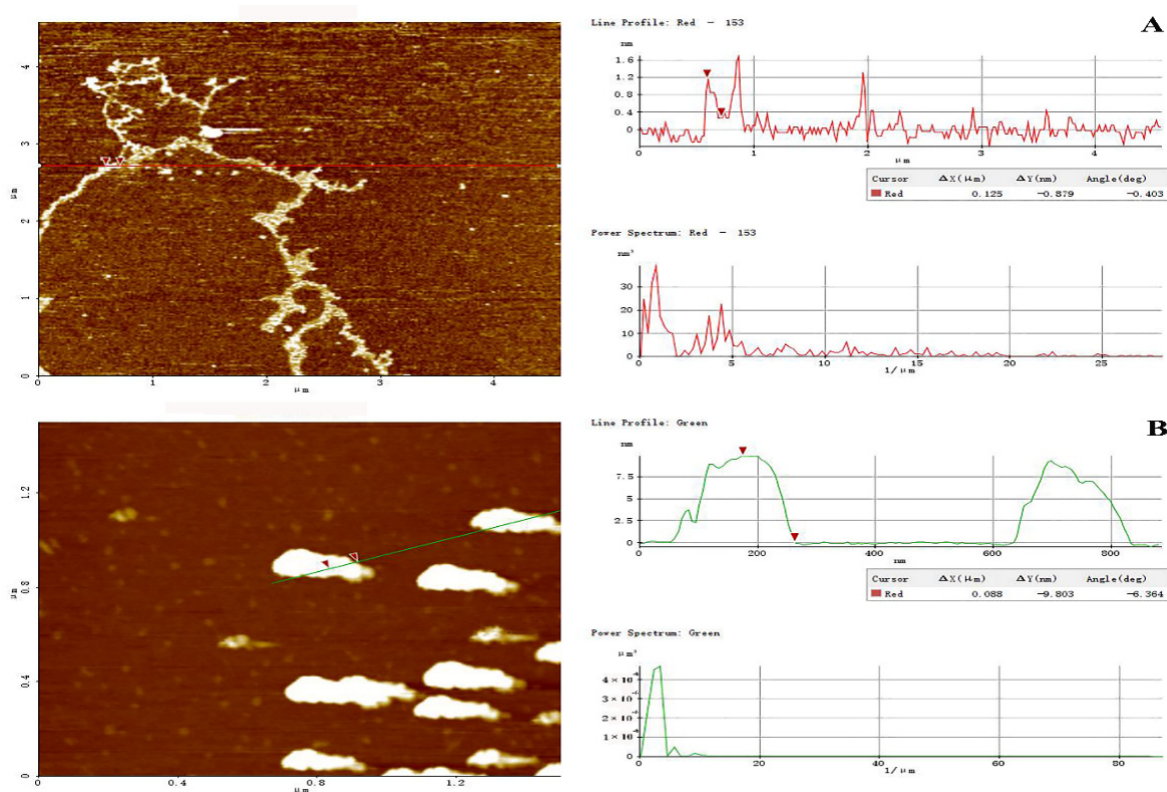 Line Profile: Red - 153
A
nm
1.6
1.2
0.8
0.4
0
0 1 2 3 4
μm
Cursor ΔX(μm) ΔY(nm) Angle(deg)
Red 0.125 -0.879 -0.403
4
3
2
1
0
μm
0 1 2 3 4
μm
Power Spectrum: Red - 153
30
20
10
0
0 5 10 15 20 25
1/μm
Line Profile: Green
B
nm
7.5
5
2.5
0
0 200 400 600 800
nm
Cursor ΔX(μm) ΔY(nm) Angle(deg)
Red 0.088 -9.803 -6.364
1.2
0.8
0.4
0
μm
0 0.4 0.8 1.2
μm
Power Spectrum: Green
0
0 20 40 60 80
1/μm